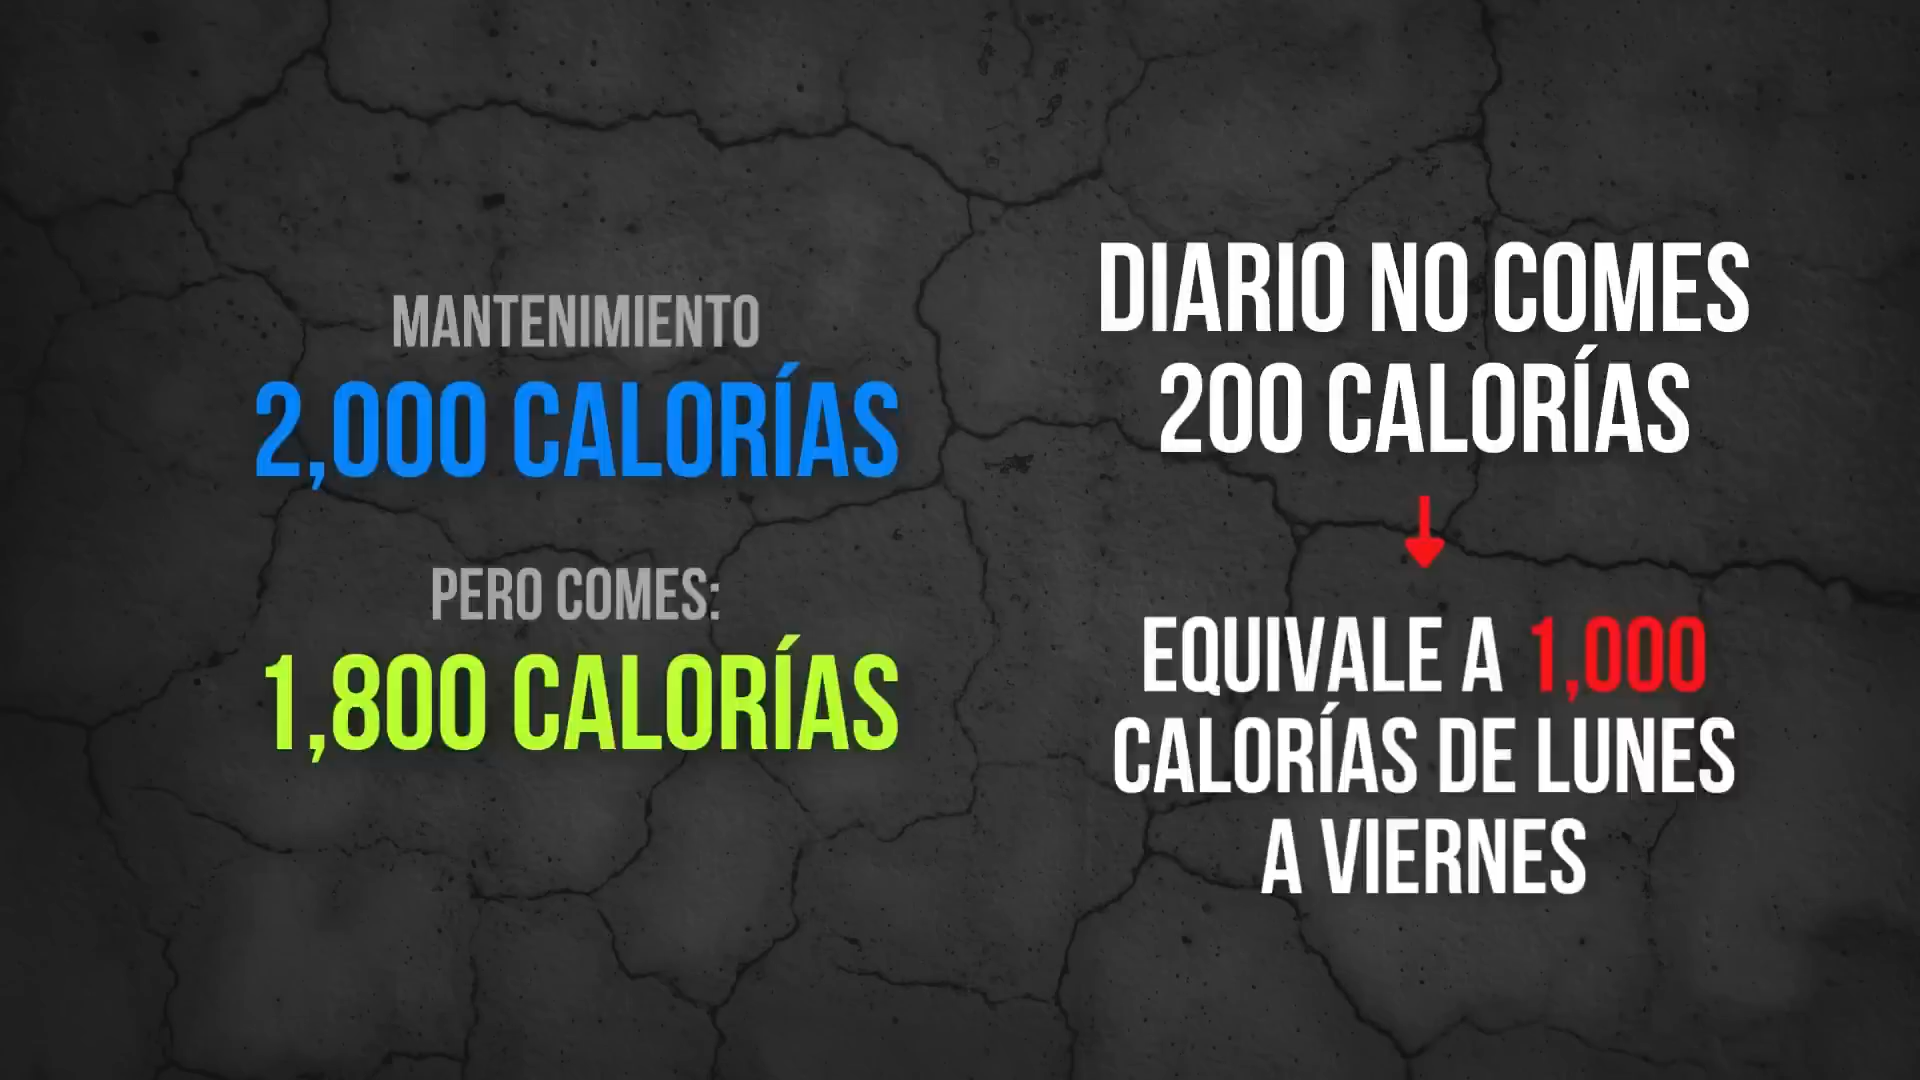 MANTENIMIENTO
2,000 CALORÍAS
PERO COMES:
1,800 CALORÍAS
DIARIO NO COMES
200 CALORÍAS
EQUIVALE A 1,000
CALORÍAS DE LUNES
A VIERNES